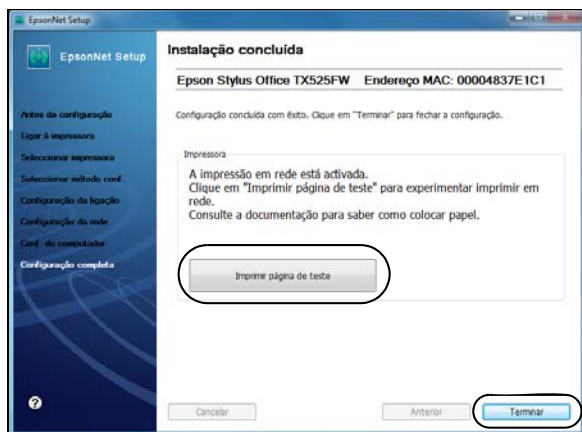 EpsonNet Setup
EpsonNet Setup
Instalação concluída
Epson Stylus Office TX525FW Endereço MAC: 00004837E1C1
Antes da configuração
Configuração concluída com êxito. Clique em "Terminar" para fechar a configuração.
Ligar à impressora
Seleccionar impressora
Seleccionar método conf.
Configuração da ligação
Configuração da rede
Conf. do computador
Configuração completa
Impressora
A impressão em rede está activada.
Clique em "Imprimir página de teste" para experimentar imprimir em
rede.
Consulte a documentação para saber como colocar papel.
Imprimir página de teste
?
Cancelar
Anterior
Terminar